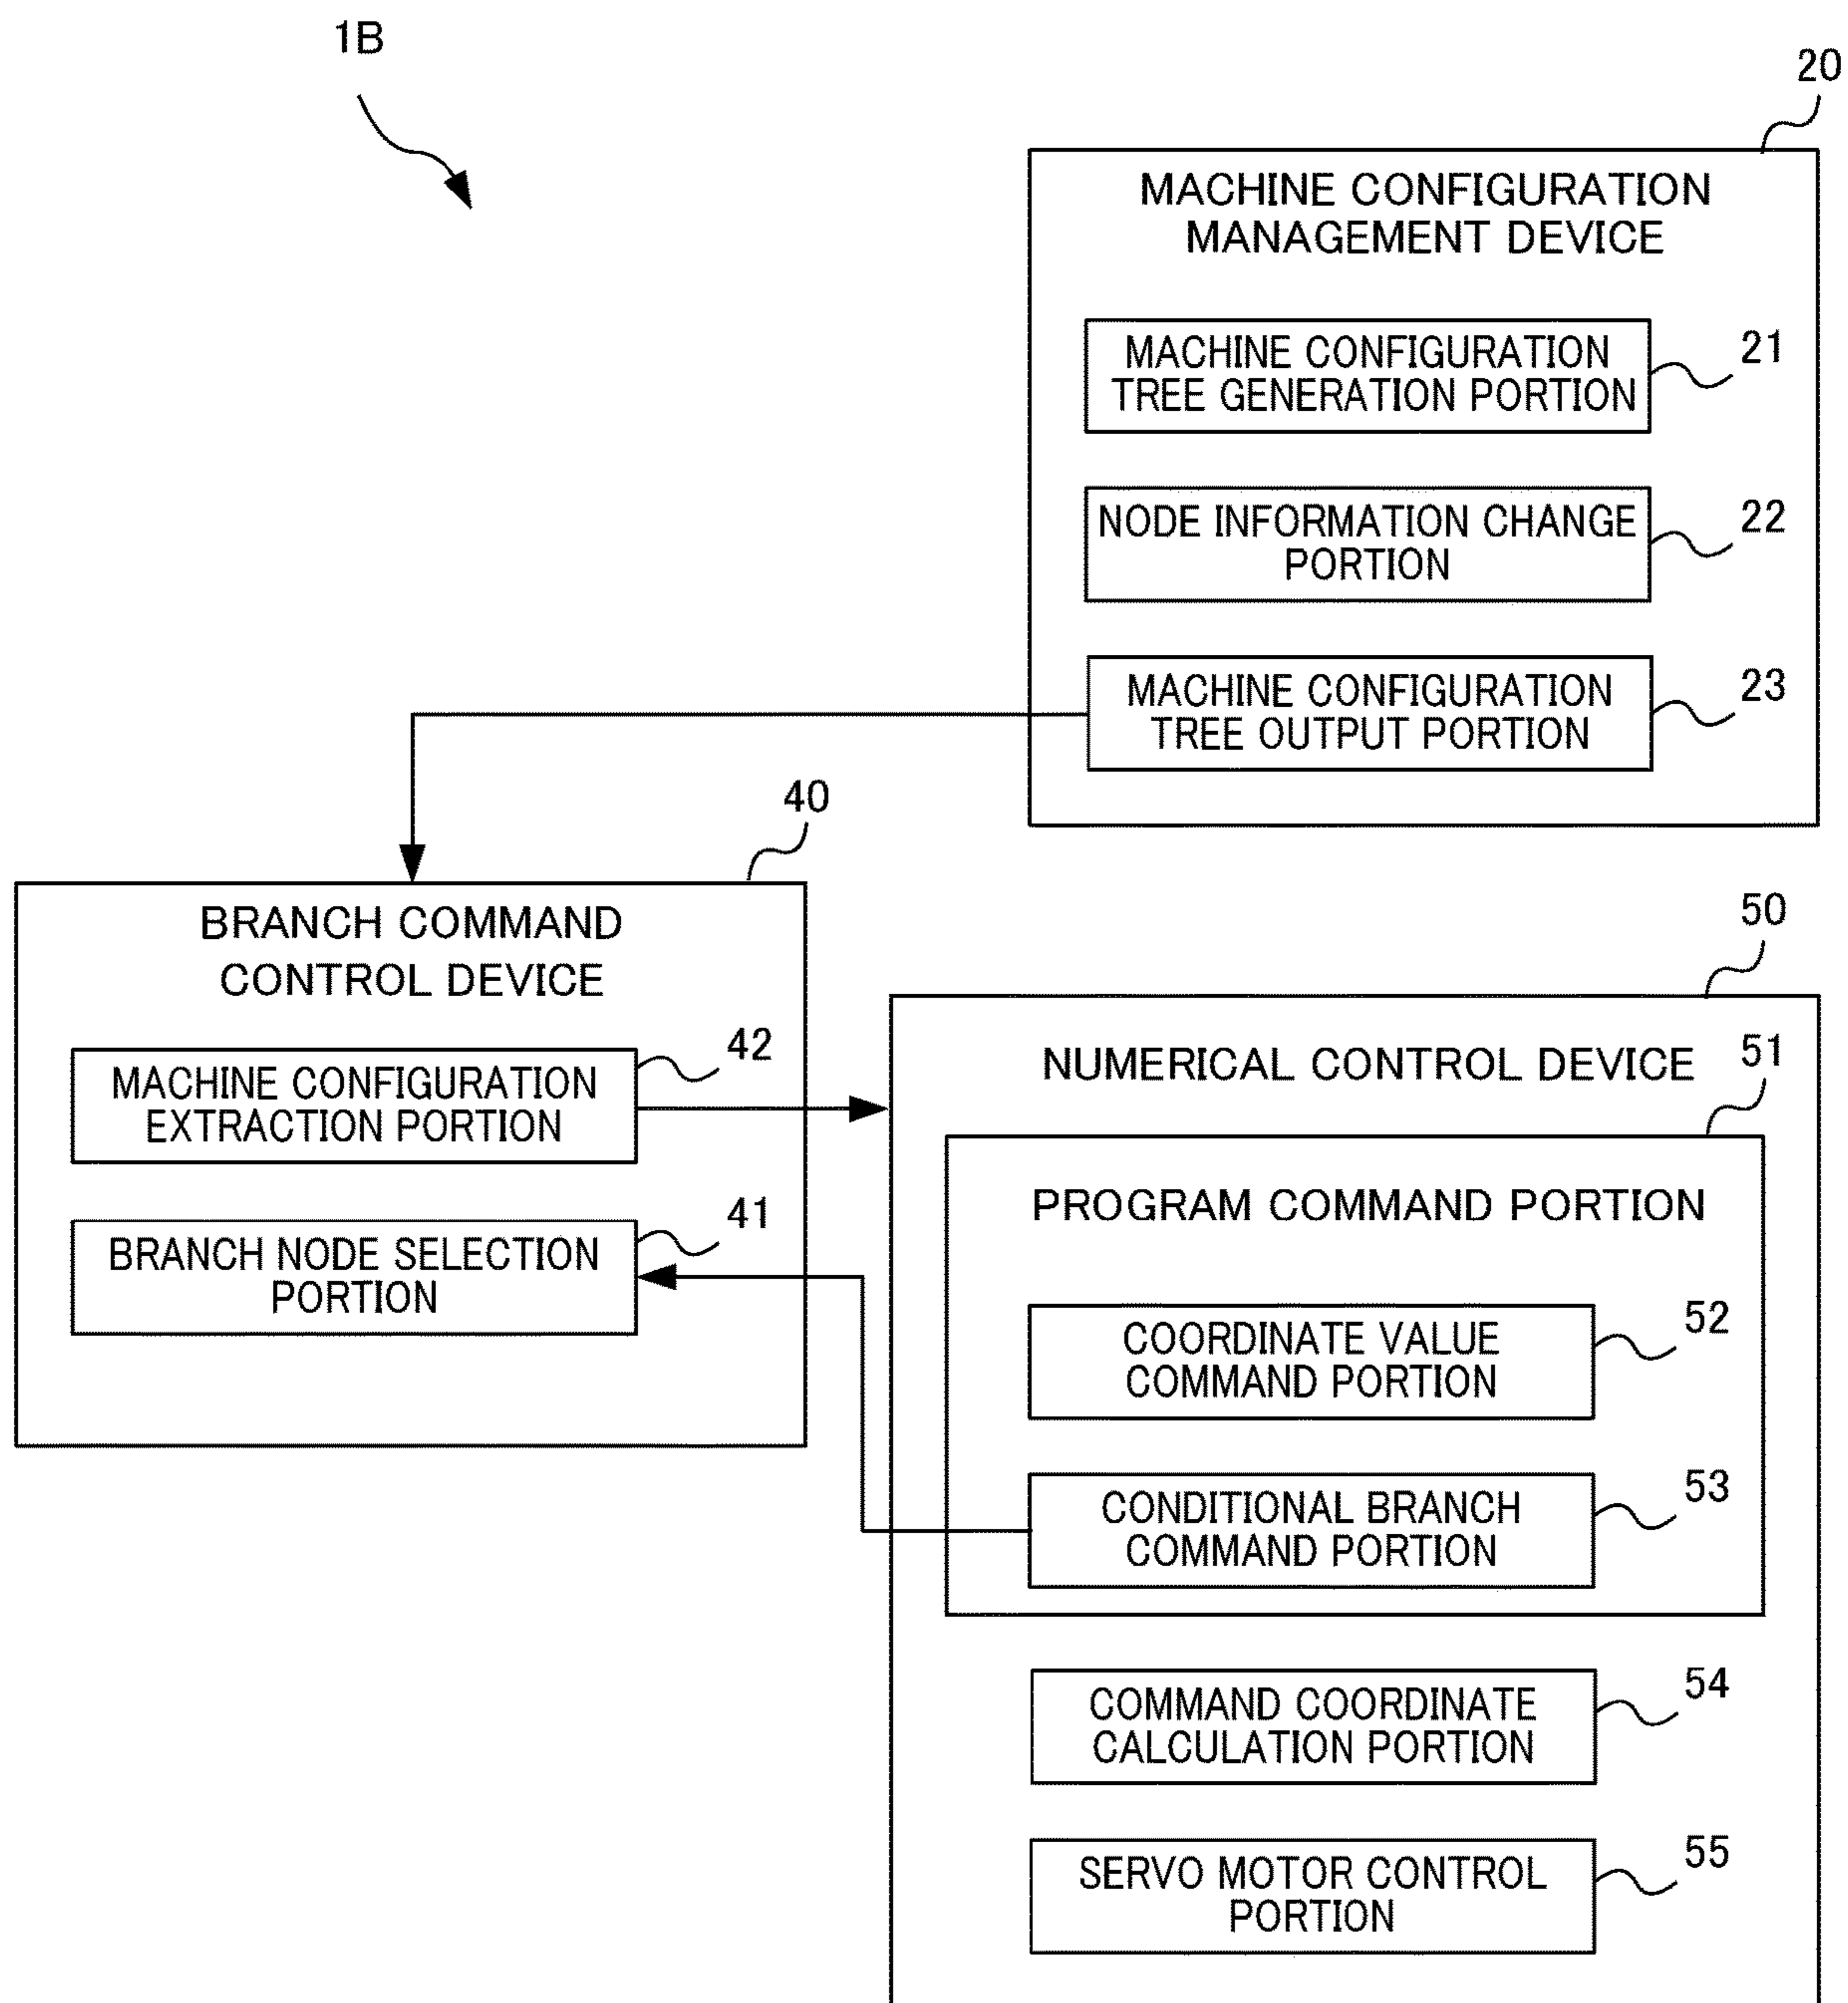 1B
20
MACHINE CONFIGURATION
MANAGEMENT DEVICE
MACHINE CONFIGURATION
TREE GENERATION PORTION
21
NODE INFORMATION CHANGE
PORTION
22
MACHINE CONFIGURATION
TREE OUTPUT PORTION
23
40
BRANCH COMMAND
CONTROL DEVICE
MACHINE CONFIGURATION
EXTRACTION PORTION
42
BRANCH NODE SELECTION
PORTION
41
50
NUMERICAL CONTROL DEVICE
51
PROGRAM COMMAND PORTION
COORDINATE VALUE
COMMAND PORTION
52
CONDITIONAL BRANCH
COMMAND PORTION
53
COMMAND COORDINATE
CALCULATION PORTION
54
SERVO MOTOR CONTROL
PORTION
55